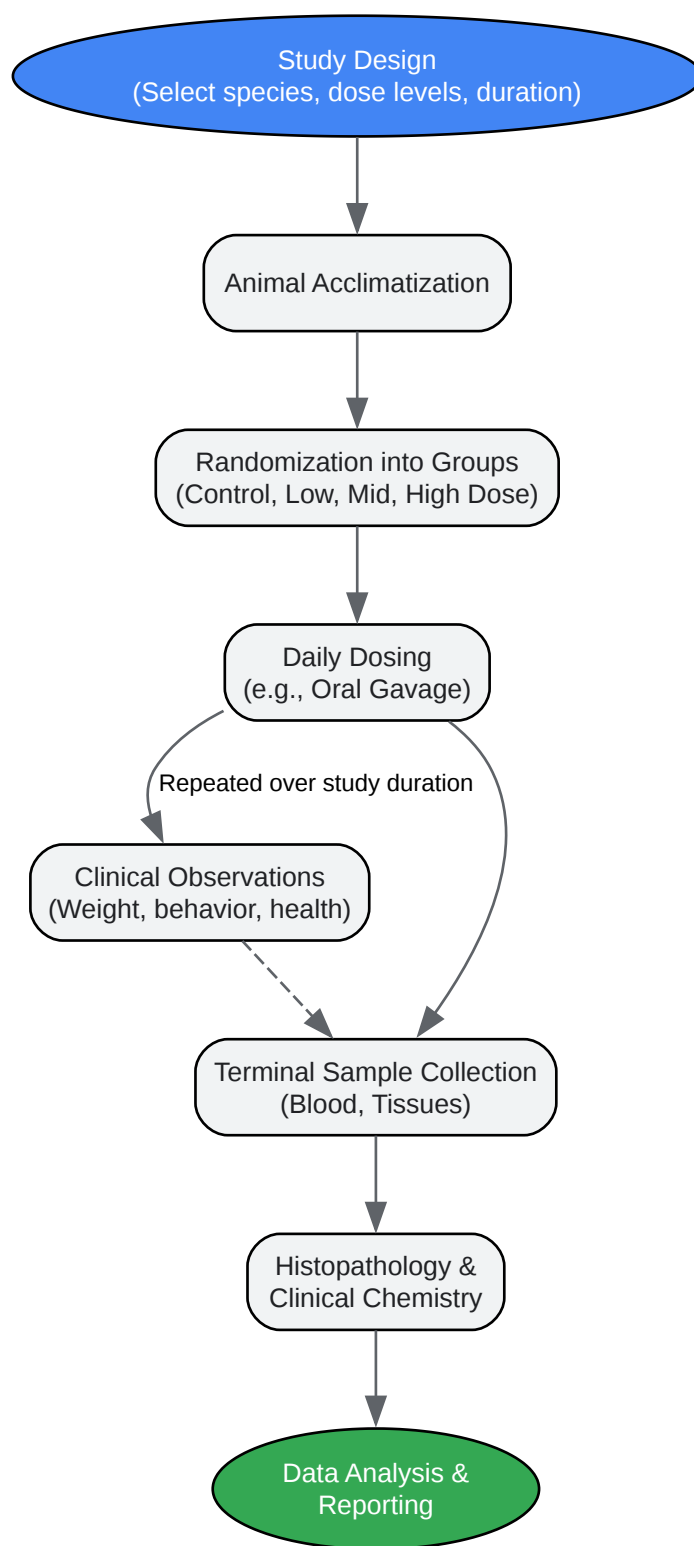 Study Design
(Select species, dose levels, duration)
Animal Acclimatization
Randomization into Groups
(Control, Low, Mid, High Dose)
Daily Dosing
(e.g., Oral Gavage)
Repeated over study duration
Clinical Observations
(Weight, behavior, health)
Terminal Sample Collection
(Blood, Tissues)
Histopathology &
Clinical Chemistry
Data Analysis &
Reporting